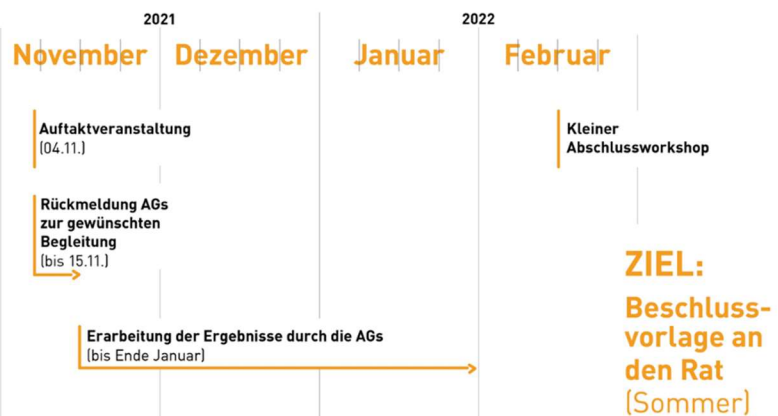 2021
2022
November
Dezember
Januar
Februar
Auftaktveranstaltung
(04.11.)
Kleiner
Abschlussworkshop
Rückmeldung AGs
zur gewünschten
Begleitung
(bis 15.11.)
Erarbeitung der Ergebnisse durch die AGs
(bis Ende Januar)
ZIEL:
Beschluss-
vorlage an
den Rat
(Sommer)